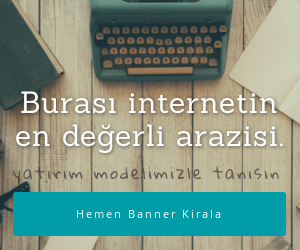 Burası internetin
en değerli arazisi.
yatırım modelimizle tanışın
Hemen Banner Kirala